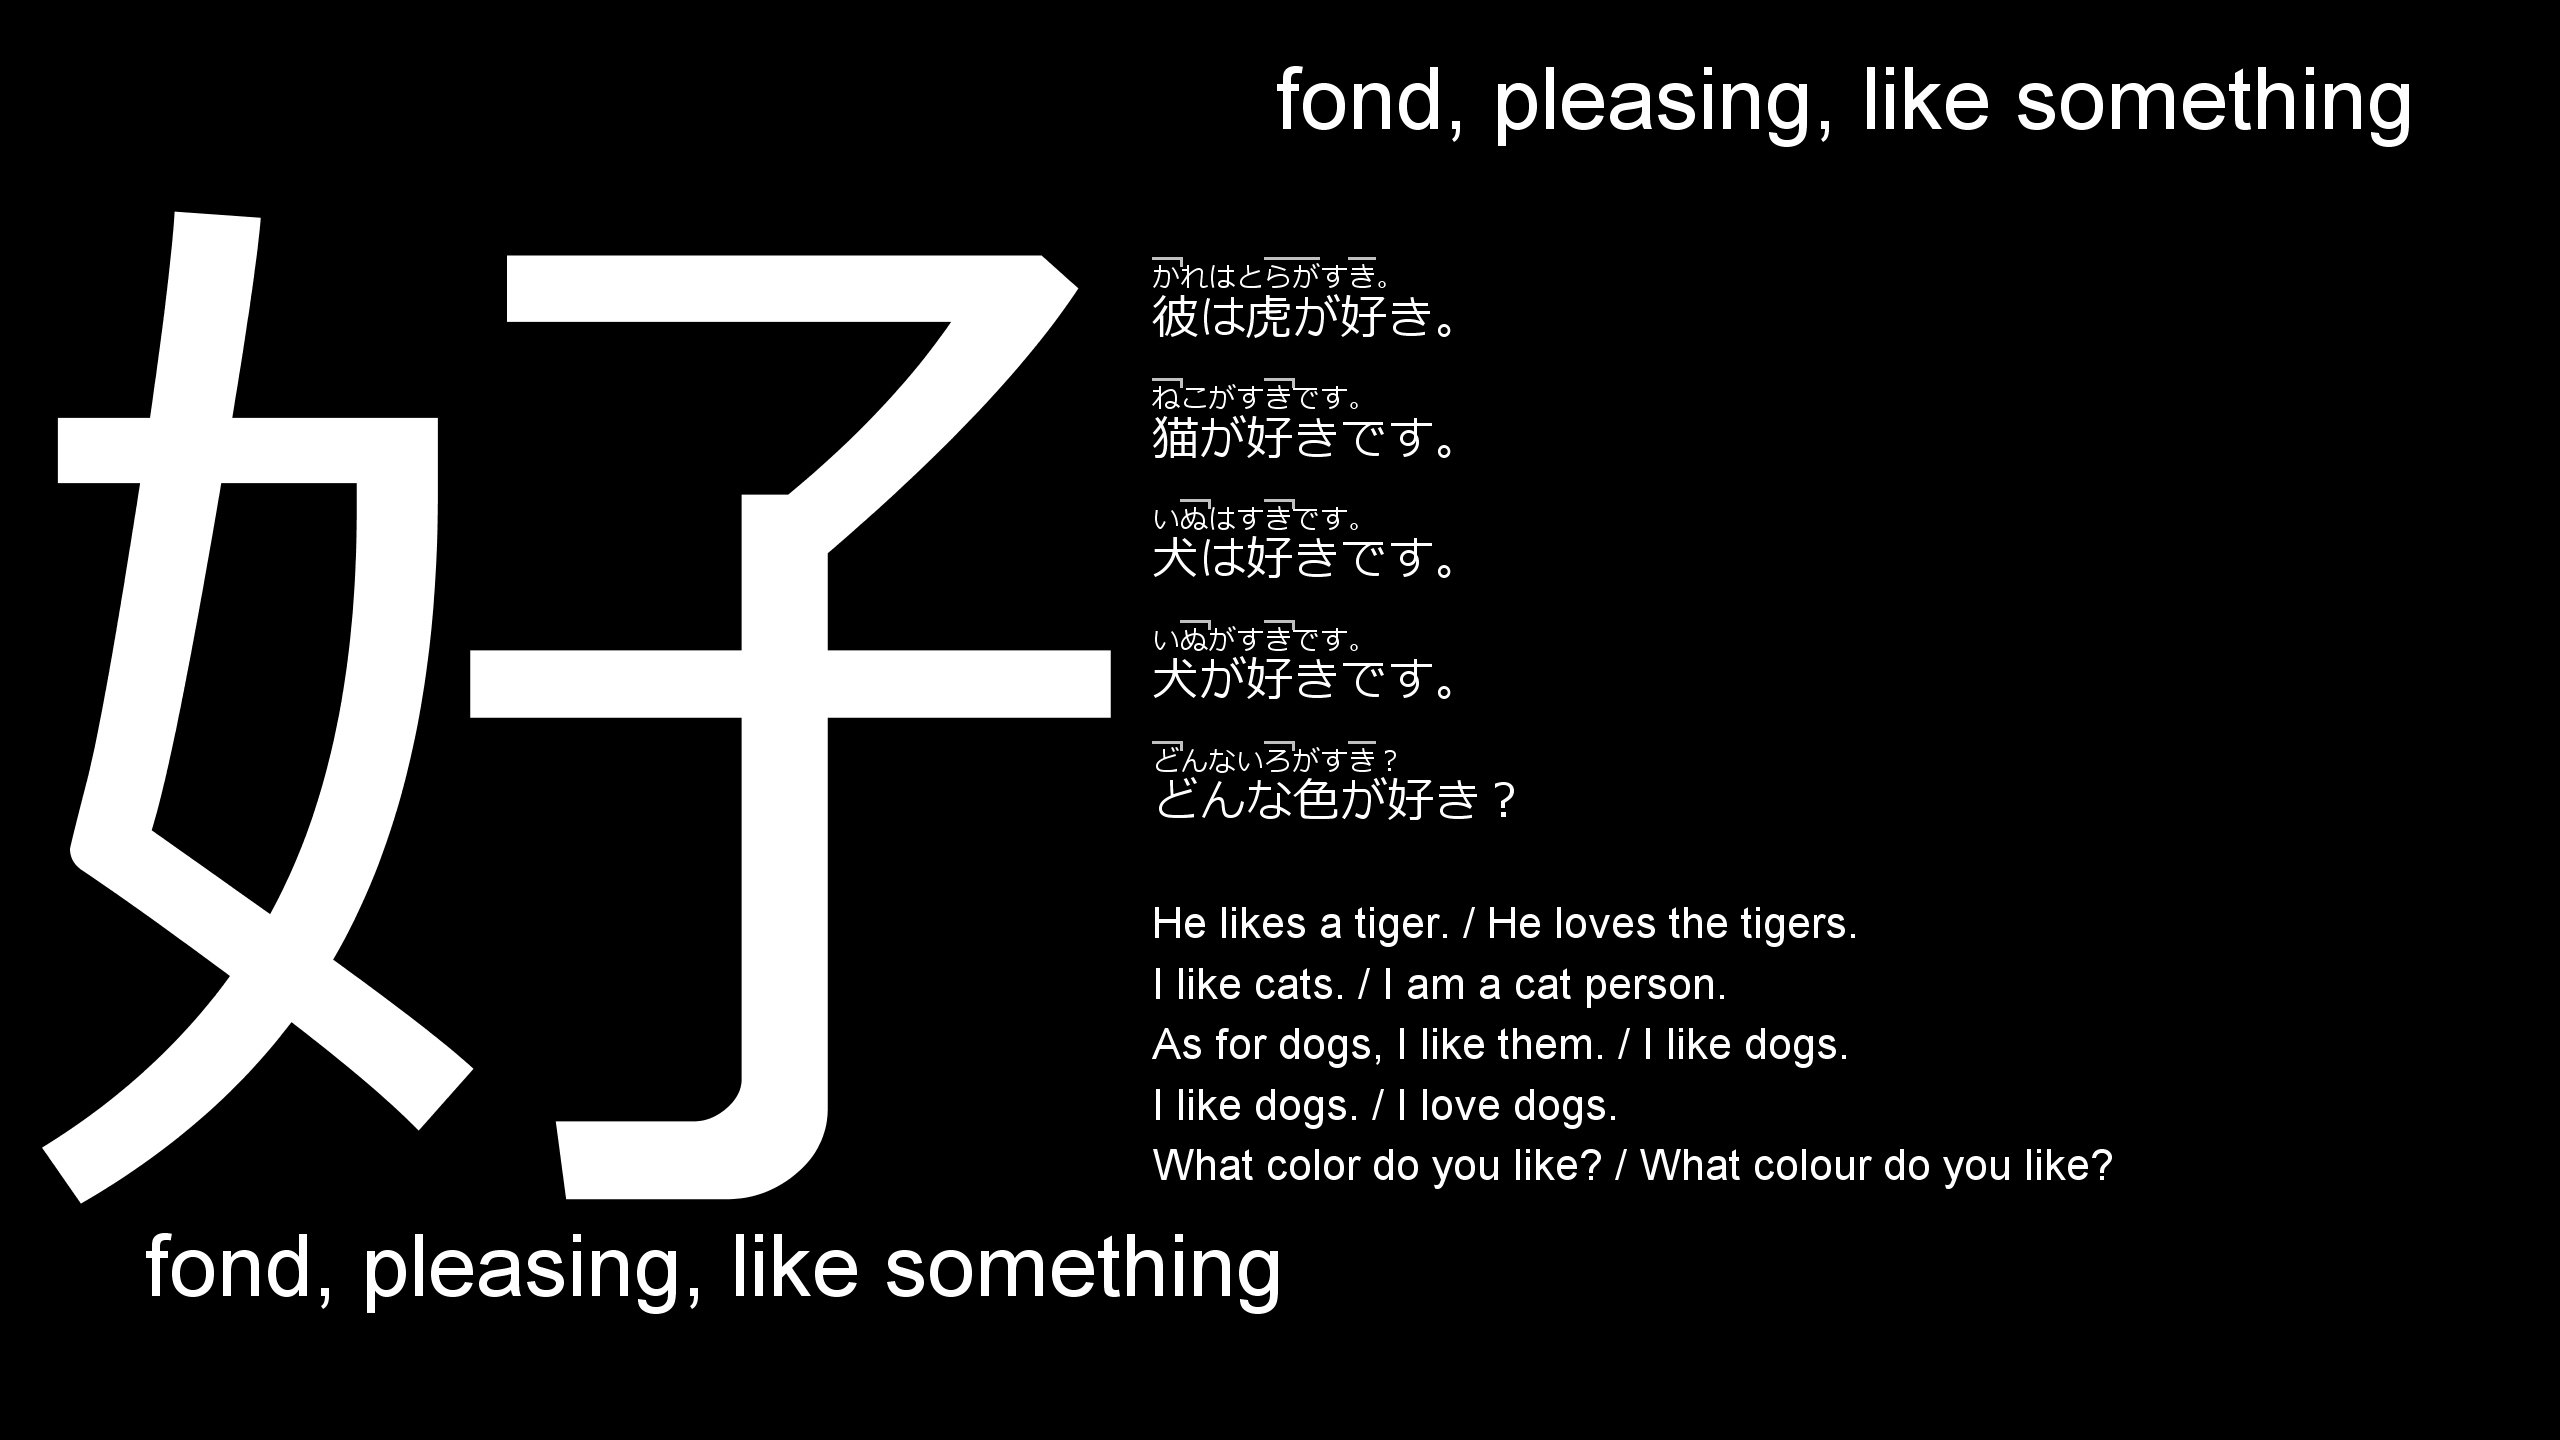 fond, pleasing, like something
好
かれはとらがすき。
彼は虎が好き。
ねこがすきです。
猫が好きです。
いぬはすきです。
犬は好きです。
いぬがすきです。
犬が好きです。
どんないろがすき？
どんな色が好き？
He likes a tiger. / He loves the tigers.
I like cats. / I am a cat person.
As for dogs, I like them. / I like dogs.
I like dogs. / I love dogs.
What color do you like? / What colour do you like?
fond, pleasing, like something